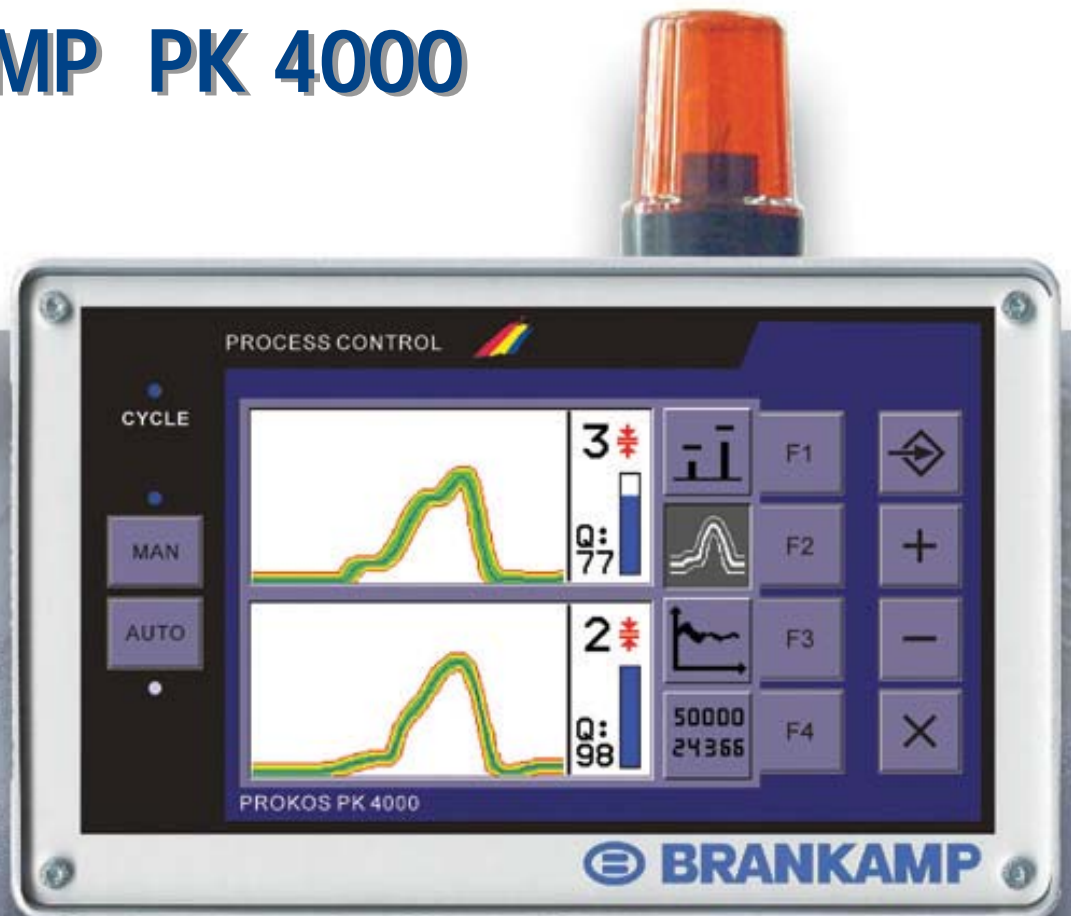 MP PK 4000
PROCESS CONTROL
CYCLE
MAN
AUTO
3
Q:
77
2
Q:
98
50000
24366
F1
F2
F3
F4
+
−
×
PROKOS PK 4000
BRANKAMP